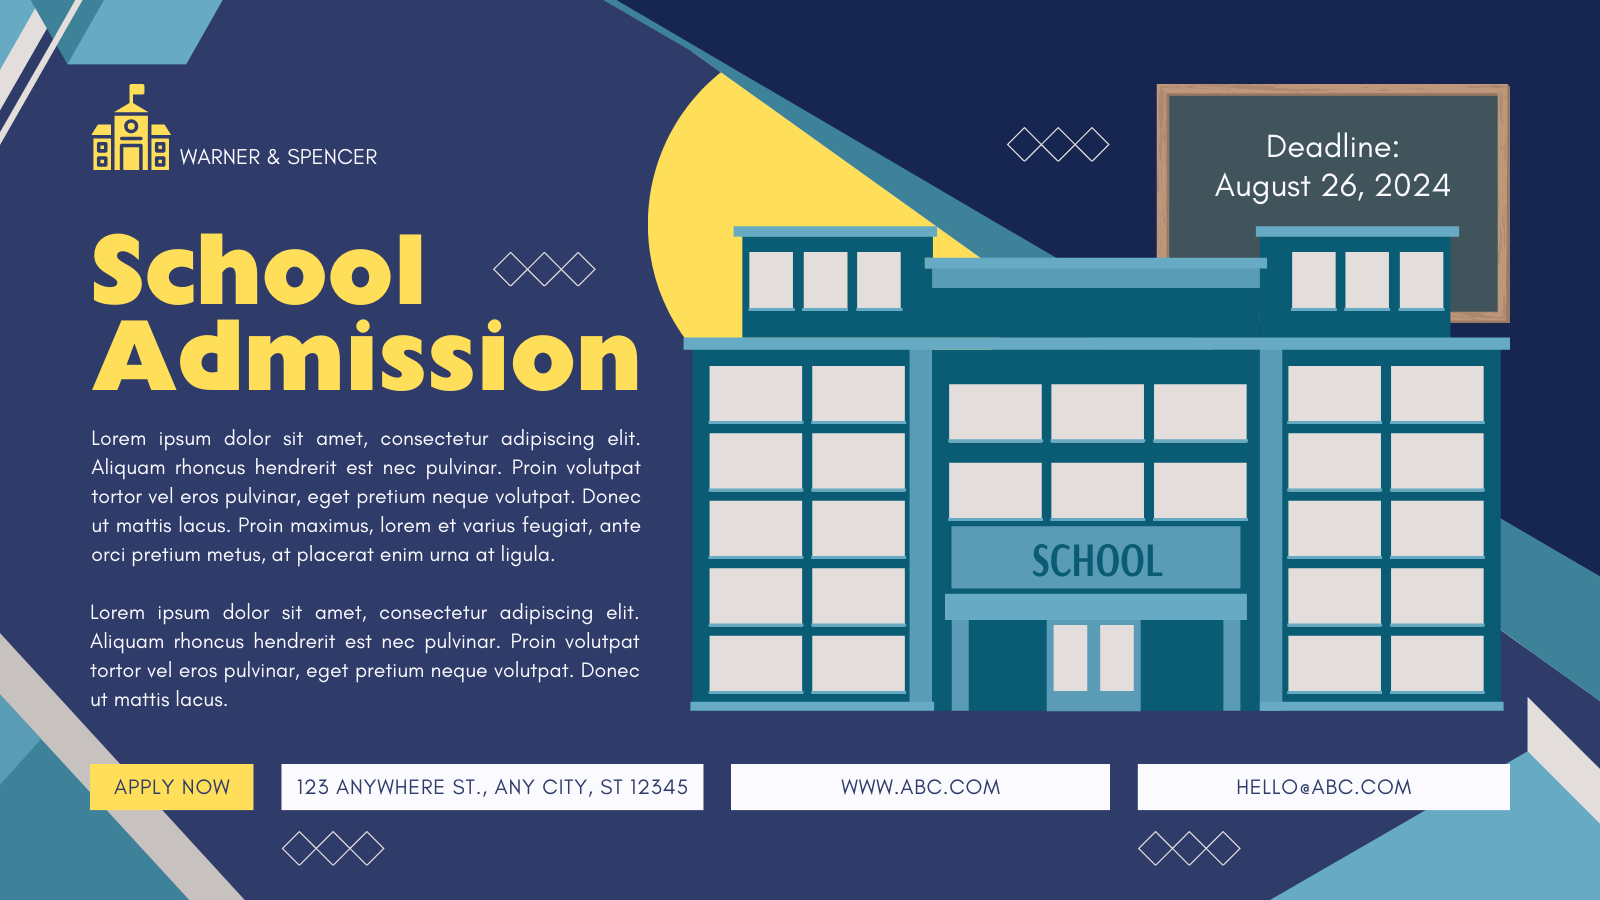 WARNER & SPENCER
Deadline:
August 26, 2024
School
Admission
Lorem ipsum dolor sit amet, consectetur adipiscing elit.
Aliquam rhoncus hendrerit est nec pulvinar. Proin volutpat
tortor vel eros pulvinar, eget pretium neque volutpat. Donec
ut mattis lacus. Proin maximus, lorem et varius feugiat, ante
orci pretium metus, at placerat enim urna at ligula.
Lorem ipsum dolor sit amet, consectetur adipiscing elit.
Aliquam rhoncus hendrerit est nec pulvinar. Proin volutpat
tortor vel eros pulvinar, eget pretium neque volutpat. Donec
ut mattis lacus.
SCHOOL
APPLY NOW
123 ANYWHERE ST., ANY CITY, ST 12345
WWW.ABC.COM
HELLO@ABC.COM